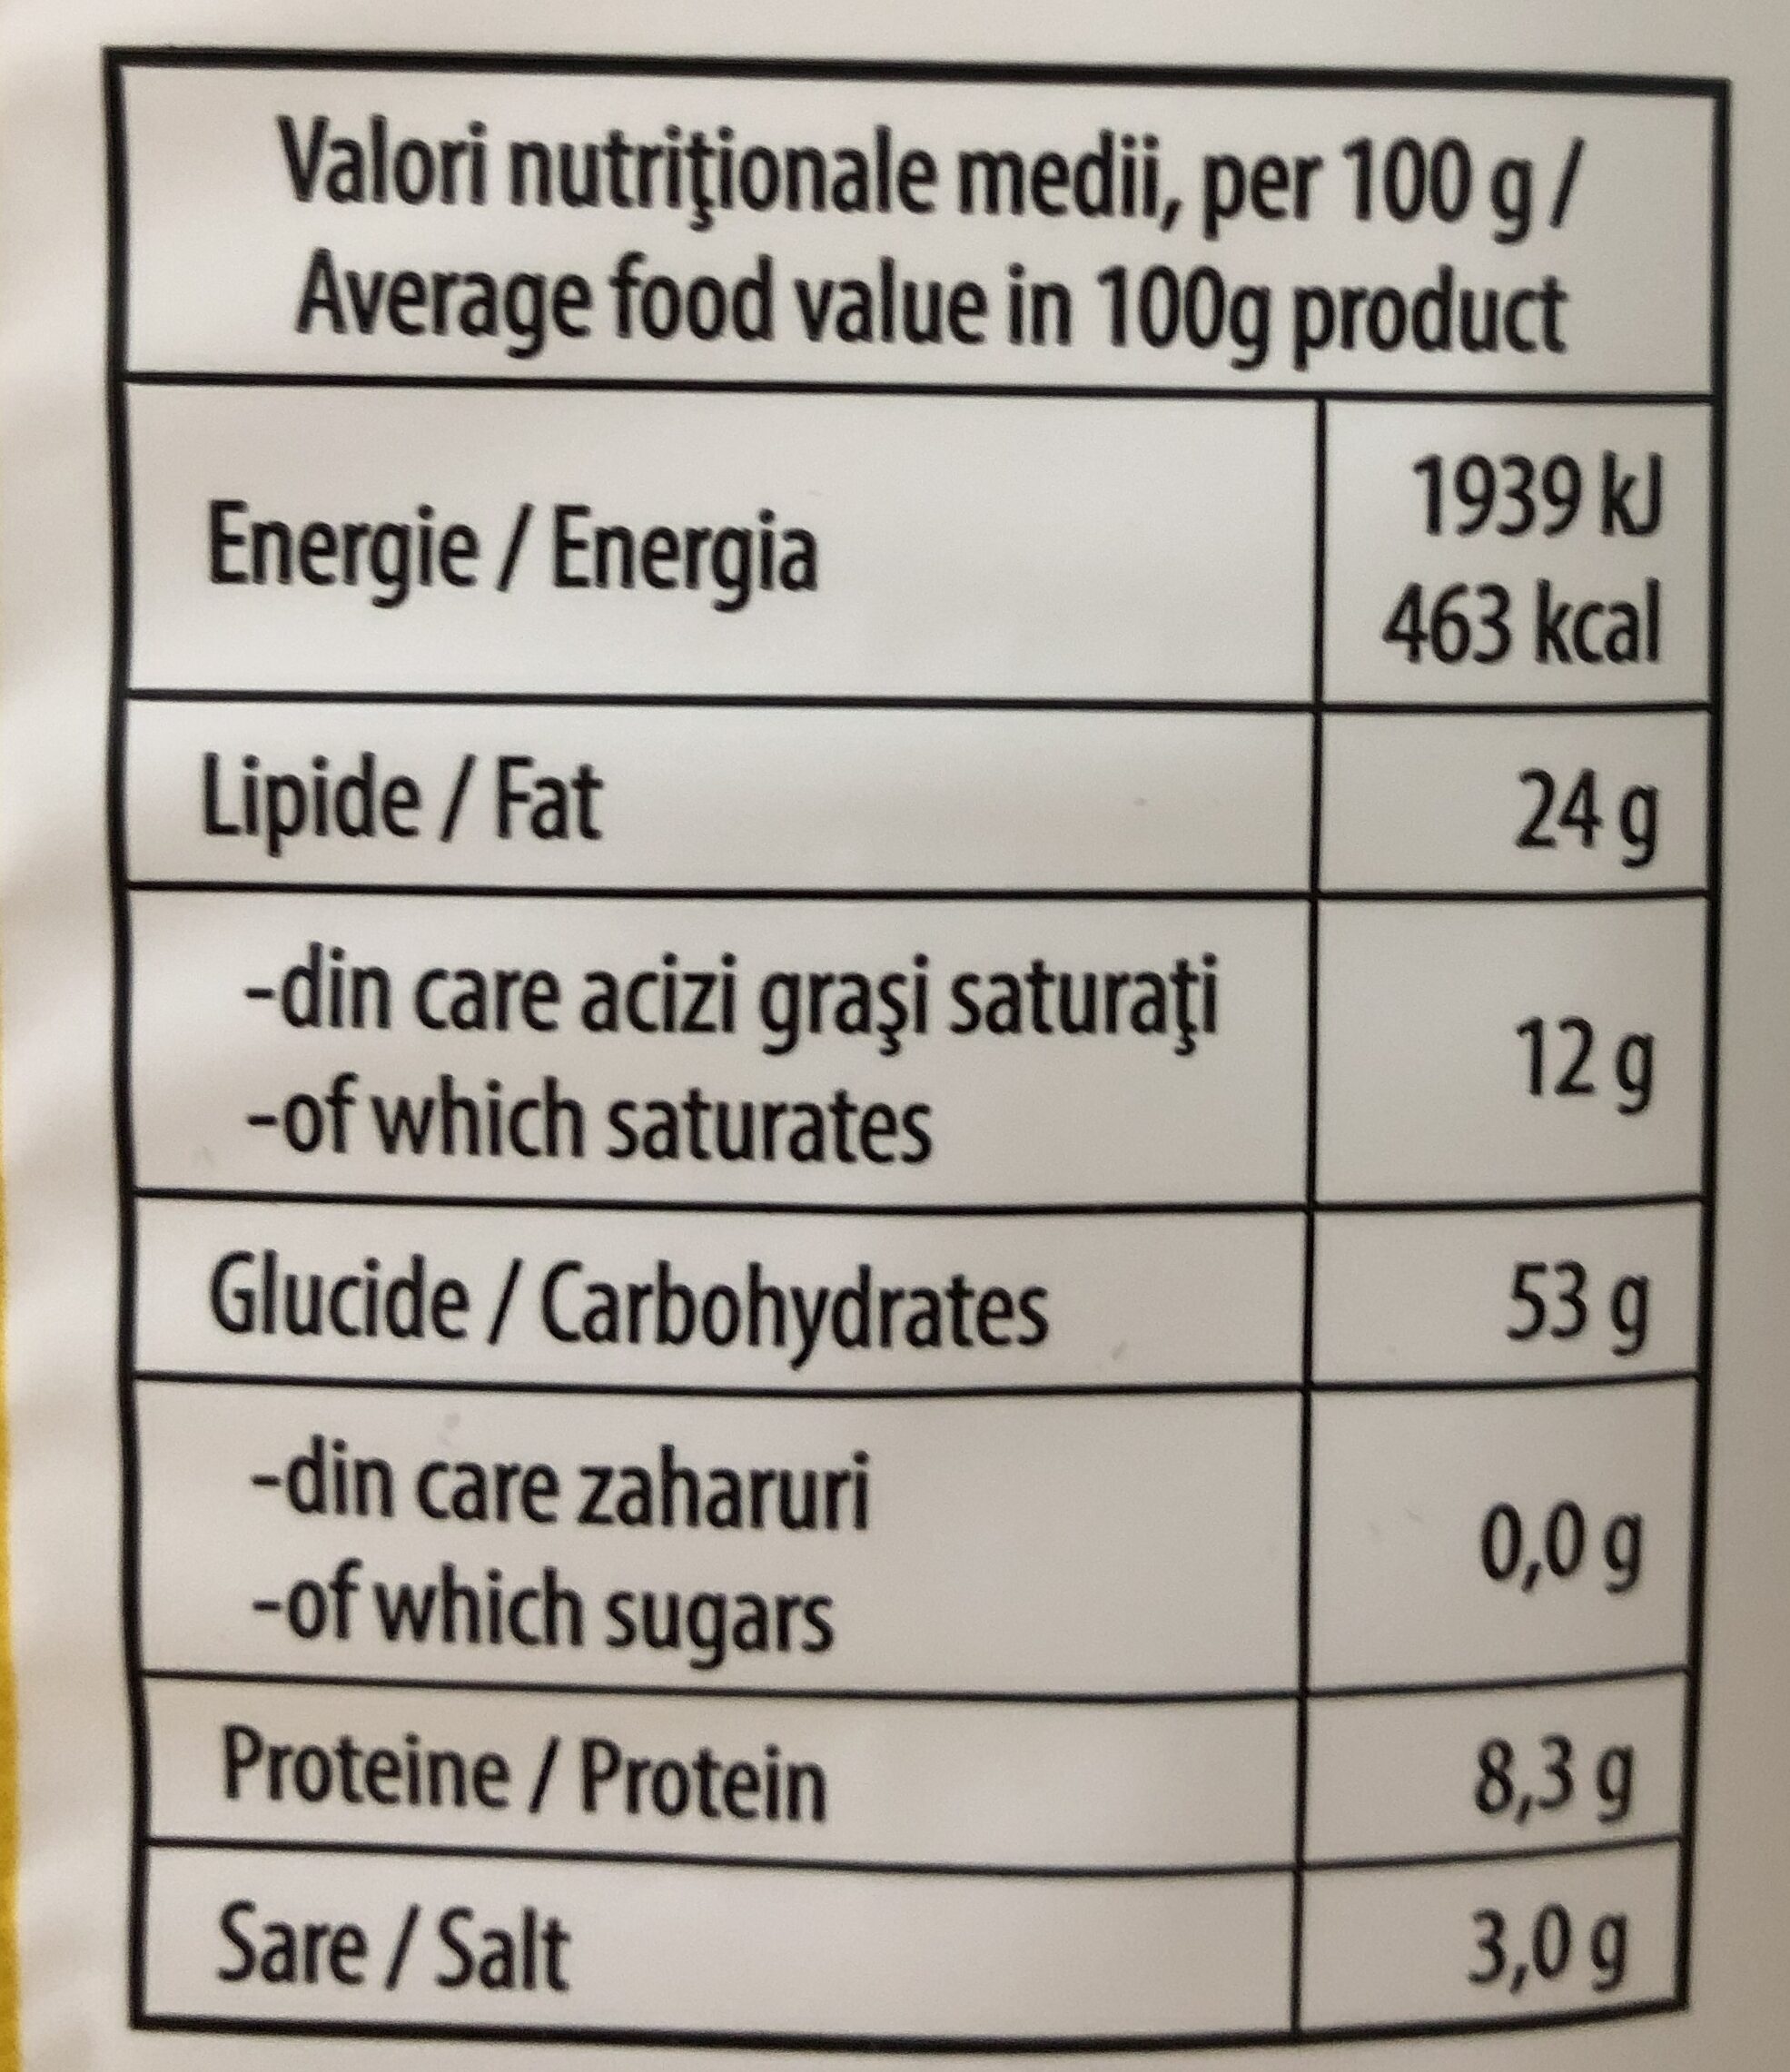 Valori nutriţionale medii, per 100 g /
Average food value in 100g product
Energie / Energia
1939 kJ
463 kcal
Lipide / Fat
24 g
-din care acizi graşi saturaţi
-of which saturates
12 g
Glucide / Carbohydrates
53 g
-din care zaharuri
-of which sugars
0,0 g
Proteine / Protein
8,3 g
Sare / Salt
3,0 g